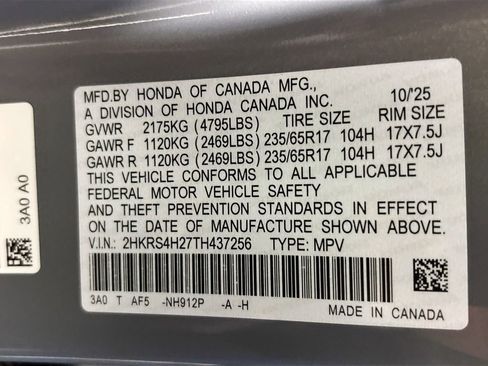 MFD.BY HONDA OF CANADA MFG., 10/'25
A DIVISION OF HONDA CANADA INC.
GVWR 2175KG (4795LBS) TIRE SIZE RIM SIZE
GAWR F 1120KG (2469LBS) 235/65R17 104H 17X7.5J
GAWR R 1120KG (2469LBS) 235/65R17 104H 17X7.5J
THIS VEHICLE CONFORMS TO ALL APPLICABLE
FEDERAL MOTOR VEHICLE SAFETY
AND THEFT PREVENTION STANDARDS IN EFFECT
ON THE DATE OF MANUFACTURE SHOWN ABOVE.
V.I.N.: 2HKRS4H27TH437256 TYPE: MPV
3A0 T AF5 -NH912P -A -H MADE IN CANADA
3A0 A0